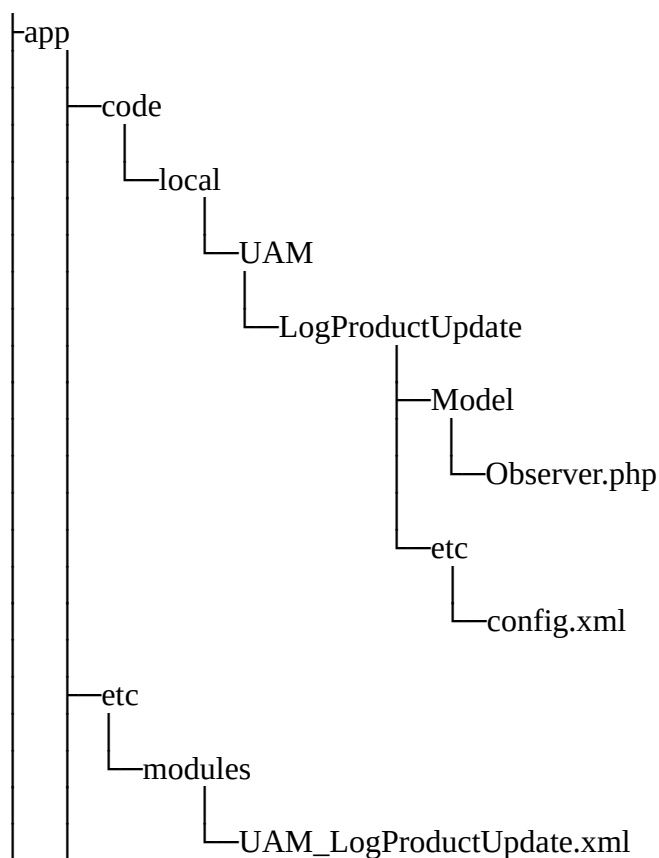 app
code
local
UAM
LogProductUpdate
Model
Observer.php
etc
config.xml
etc
modules
UAM_LogProductUpdate.xml